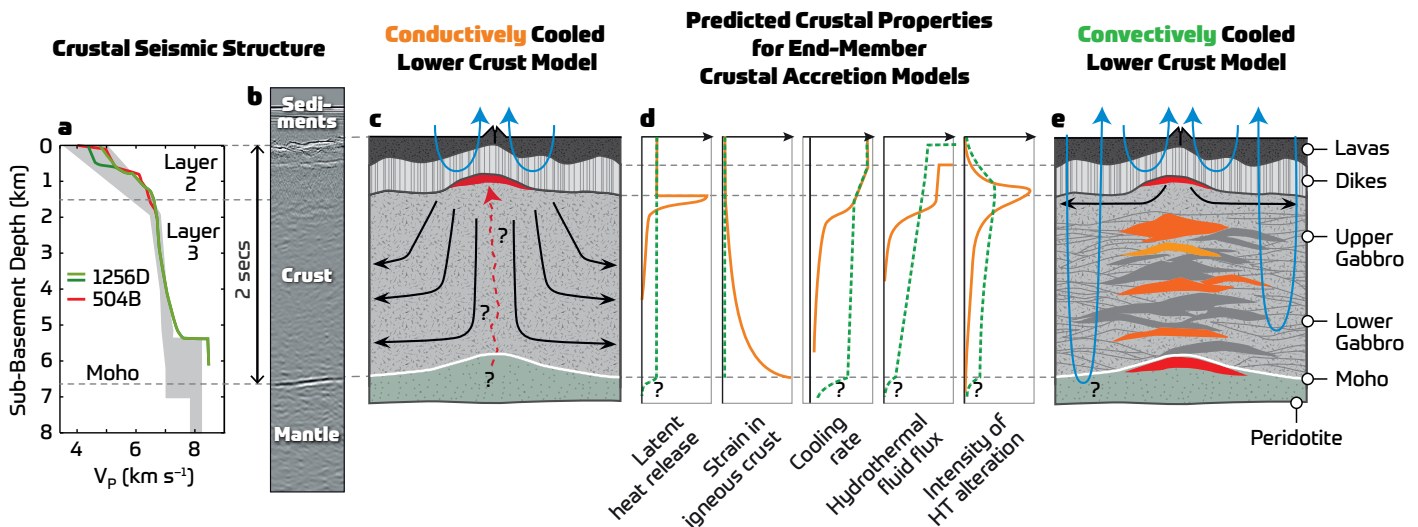 Crustal Seismic Structure
Conductively Cooled
Lower Crust Model
Predicted Crustal Properties
for End-Member
Crustal Accretion Models
Convectively Cooled
Lower Crust Model
a
Sub-Basement Depth (km)
0
1
2
3
4
5
6
7
8
Layer
2
Layer
3
1256D
504B
Moho
4
6
8
VP (km s⁻¹)
b
Sedi-
ments
Crust
Mantle
2 secs
c
?
?
?
d
?
?
?
?
Latent
heat release
Strain in
igneous crust
Cooling
rate
Hydrothermal
fluid flux
Intensity of
HT alteration
e
?
Lavas
Dikes
Upper
Gabbro
Lower
Gabbro
Moho
Peridotite